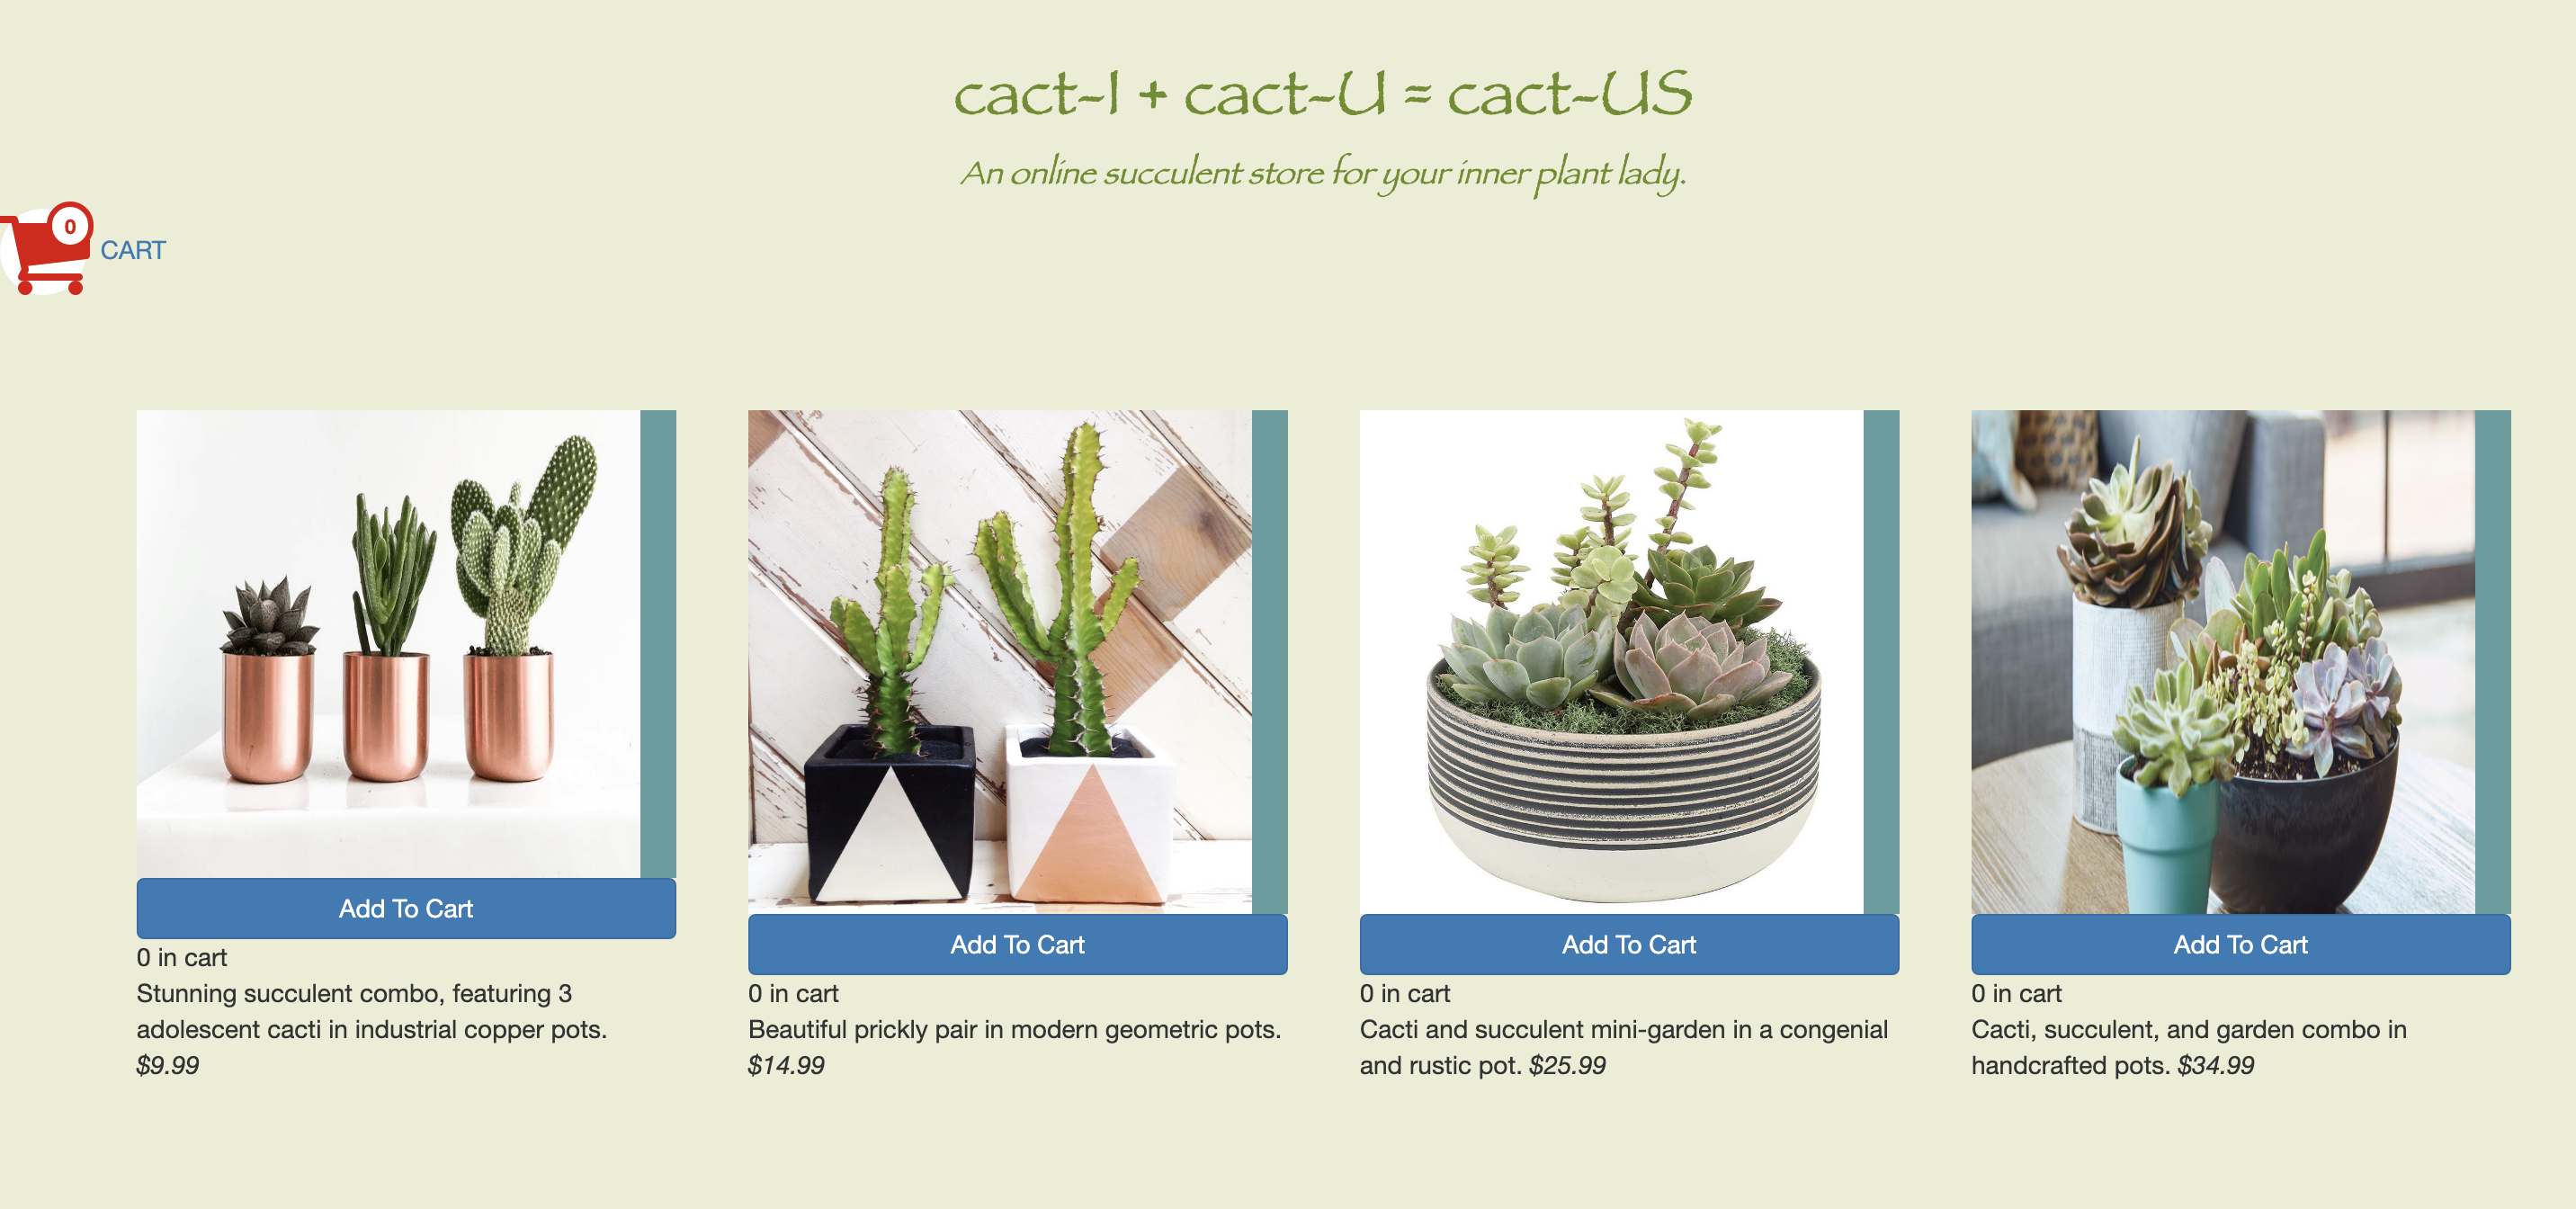 cact-I + cact-U = cact-US
An online succulent store for your inner plant lady.
0
CART
Add To Cart
0 in cart
Stunning succulent combo, featuring 3
adolescent cacti in industrial copper pots.
$9.99
Add To Cart
0 in cart
Beautiful prickly pair in modern geometric pots.
$14.99
Add To Cart
0 in cart
Cacti and succulent mini-garden in a congenial
and rustic pot. $25.99
Add To Cart
0 in cart
Cacti, succulent, and garden combo in
handcrafted pots. $34.99